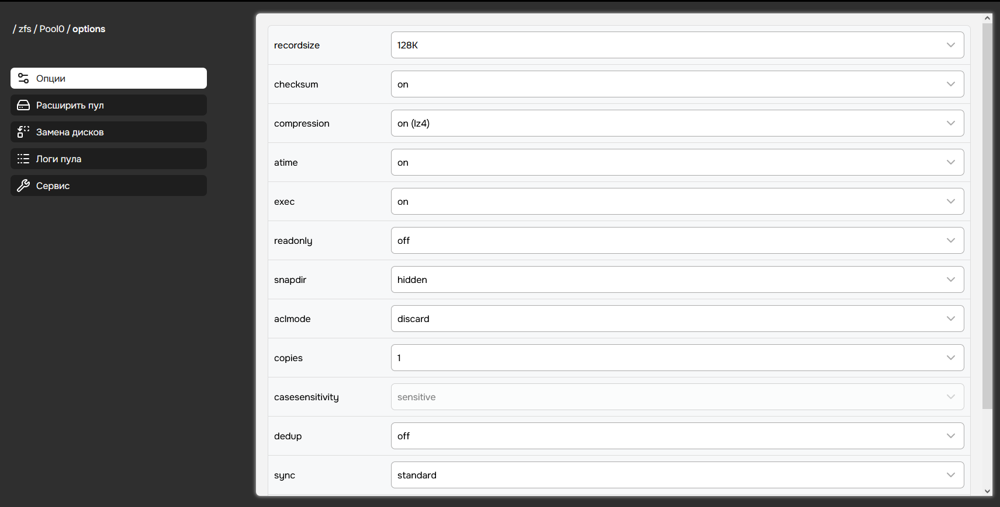 / zfs / Pool0 / options
Опции
Расширить пул
Замена дисков
Логи пула
Сервис
recordsize 128K
checksum on
compression on (lz4)
atime on
exec on
readonly off
snapdir hidden
aclmode discard
copies 1
casesensitivity sensitive
dedup off
sync standard